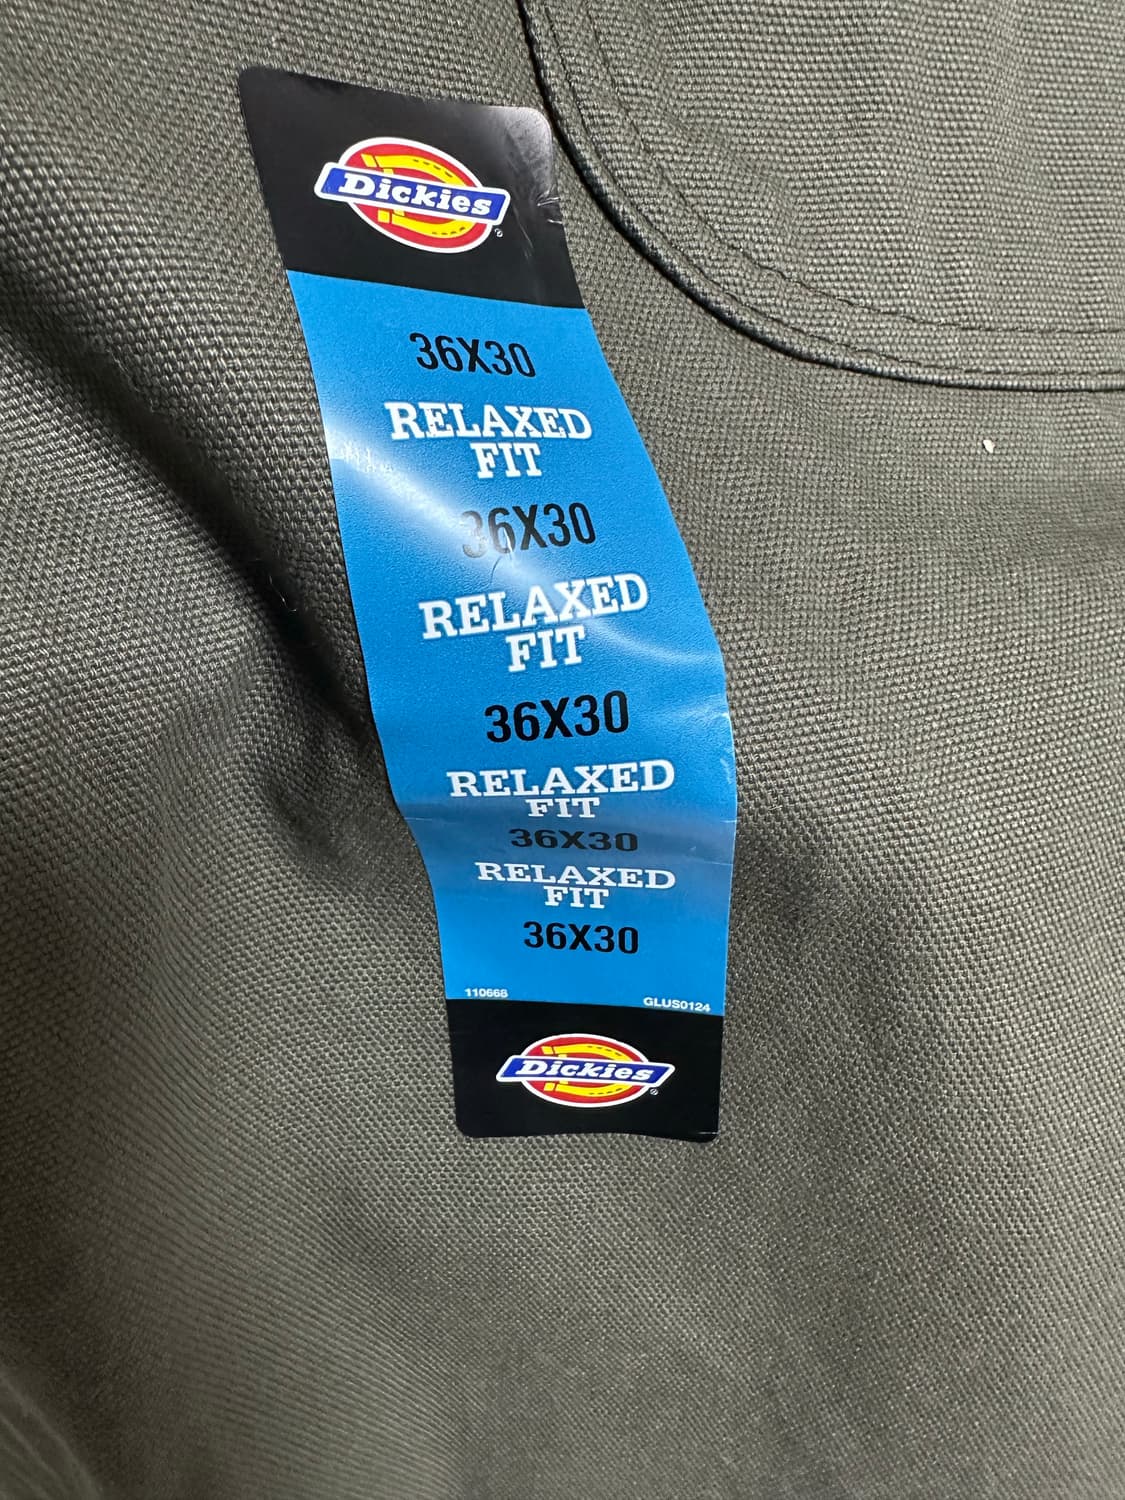 Dickies®
36X30
RELAXED
FIT
36X30
RELAXED
FIT
36X30
RELAXED
FIT
36X30
RELAXED
FIT
36X30
110668 GLUS0124
Dickies®